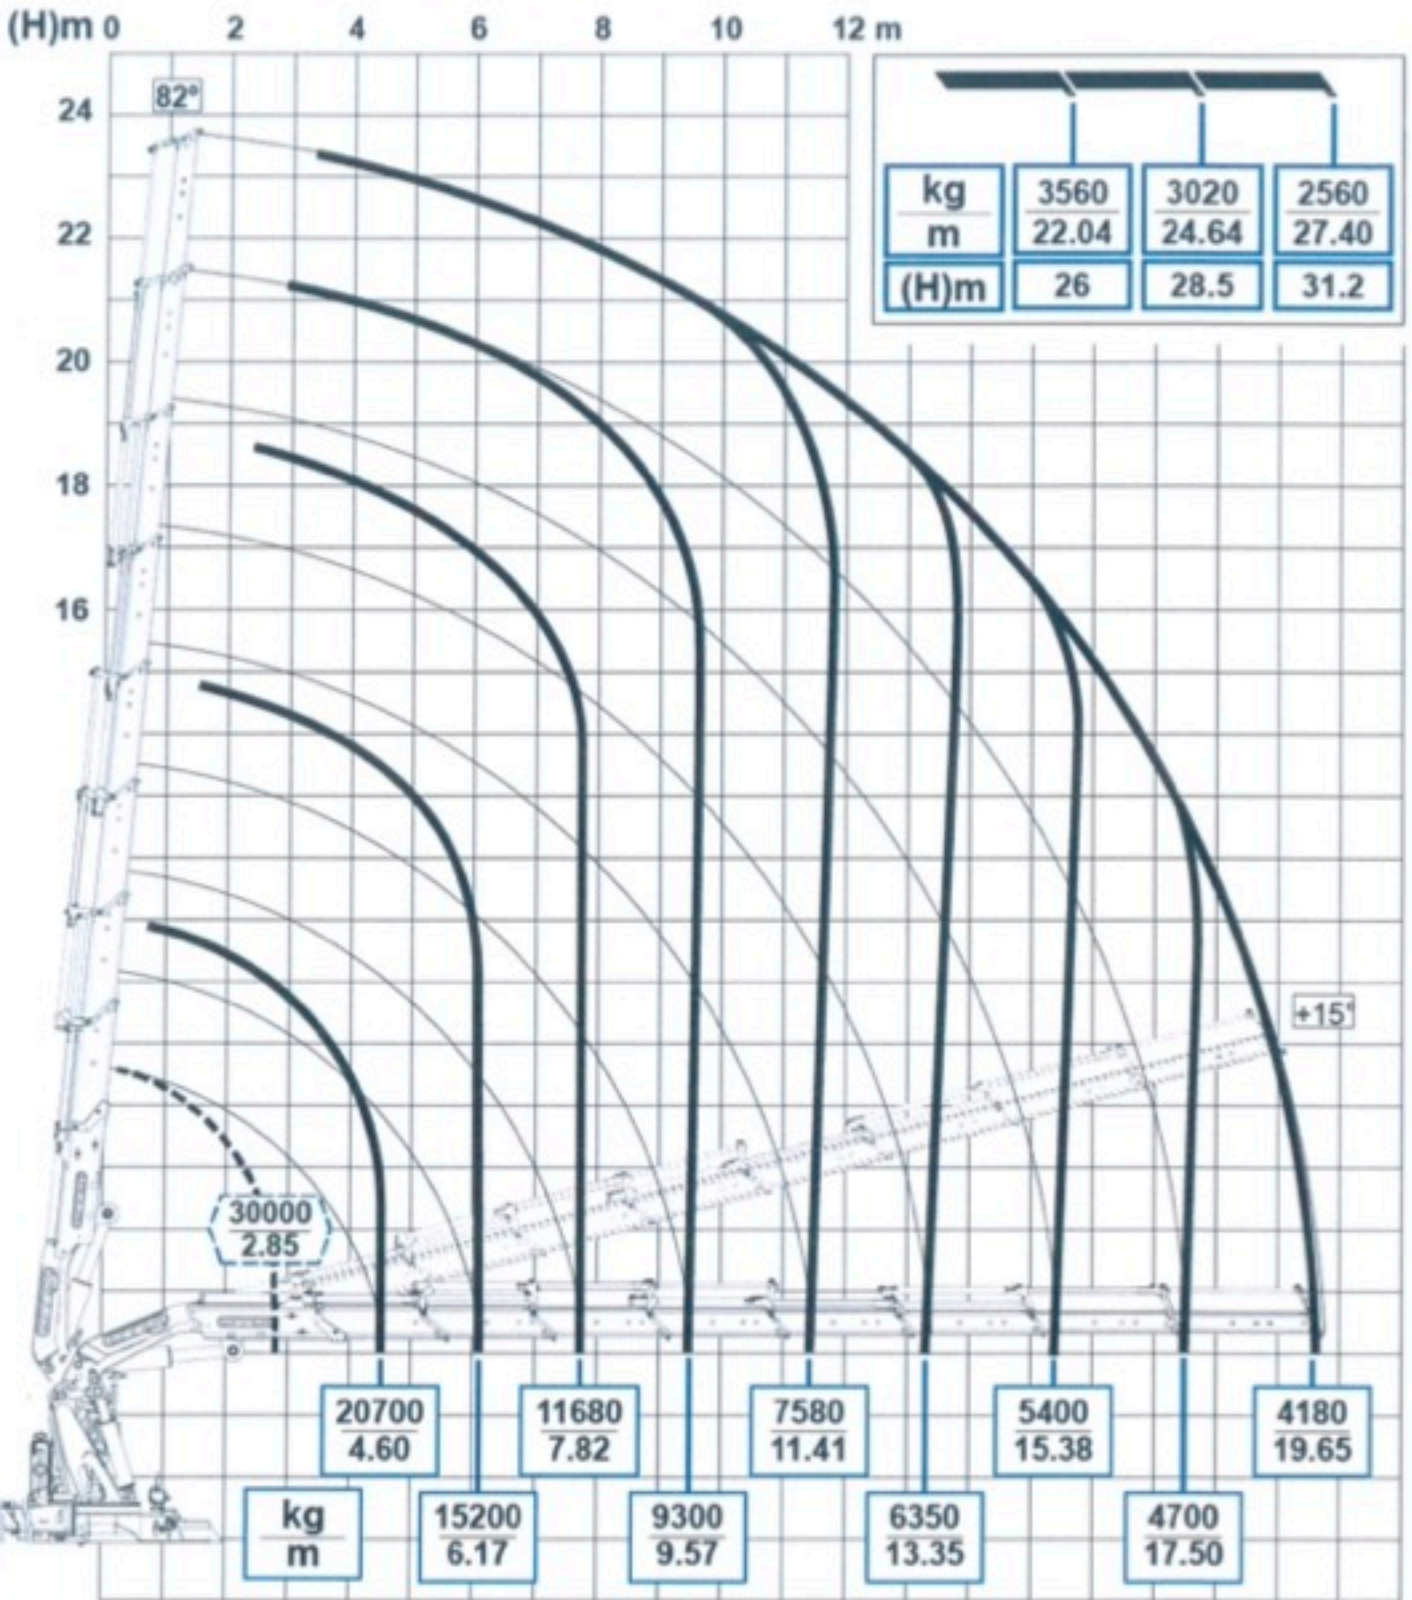 (H)m 0 2 4 6 8 10 12 m
82°
24
22
20
18
16
kg 3560 3020 2560
m 22.04 24.64 27.40
(H)m 26 28.5 31.2
+15°
30000
2.85
20700 11680 7580 5400 4180
4.60 7.82 11.41 15.38 19.65
kg 15200 9300 6350 4700
m 6.17 9.57 13.35 17.50